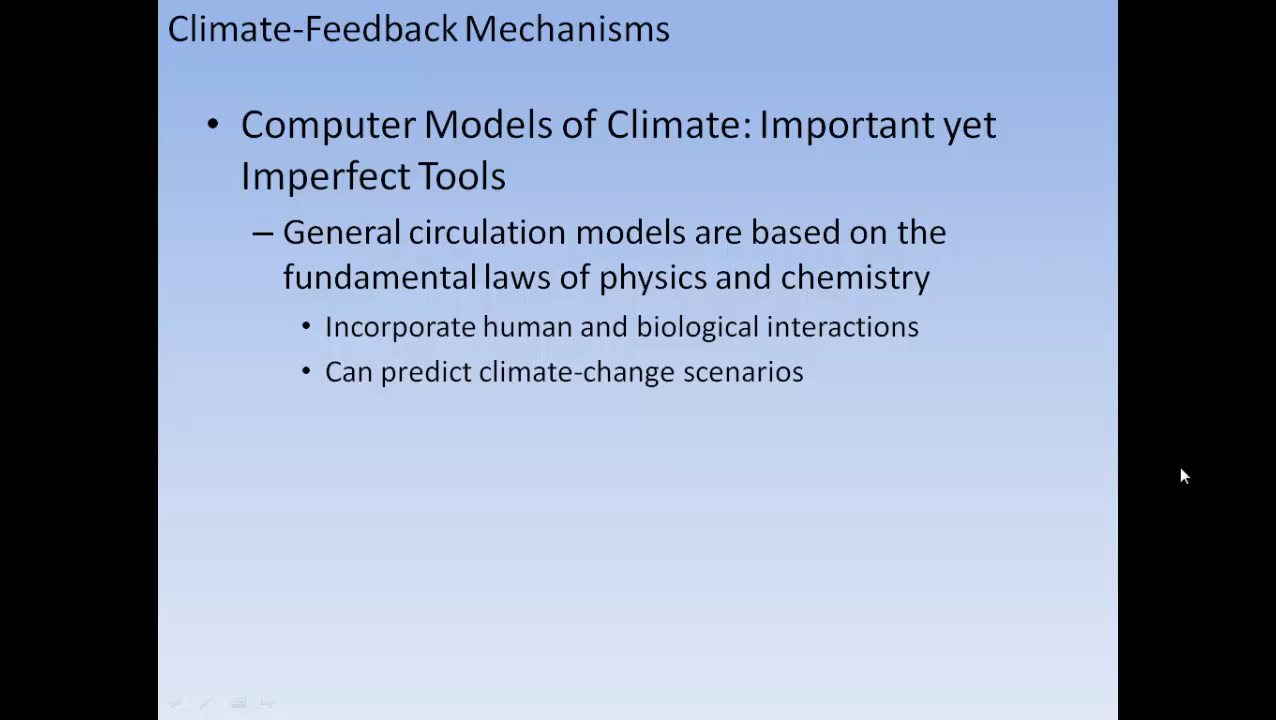 Climate-Feedback Mechanisms
• Computer Models of Climate: Important yet
Imperfect Tools
– General circulation models are based on the
fundamental laws of physics and chemistry
• Incorporate human and biological interactions
• Can predict climate-change scenarios